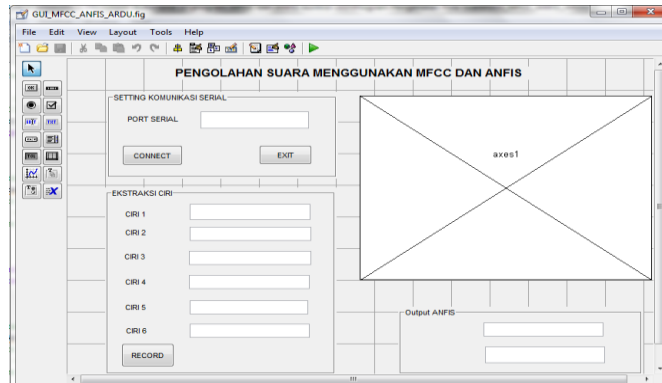 GUI_MFCC_ANFIS_ARDU.fig
File Edit View Layout Tools Help
PENGOLAHAN SUARA MENGGUNAKAN MFCC DAN ANFIS
SETTING KOMUNIKASI SERIAL
PORT SERIAL
CONNECT
EXIT
axes1
EKSTRAKSI CIRI
CIRI 1
CIRI 2
CIRI 3
CIRI 4
CIRI 5
CIRI 6
RECORD
Output ANFIS